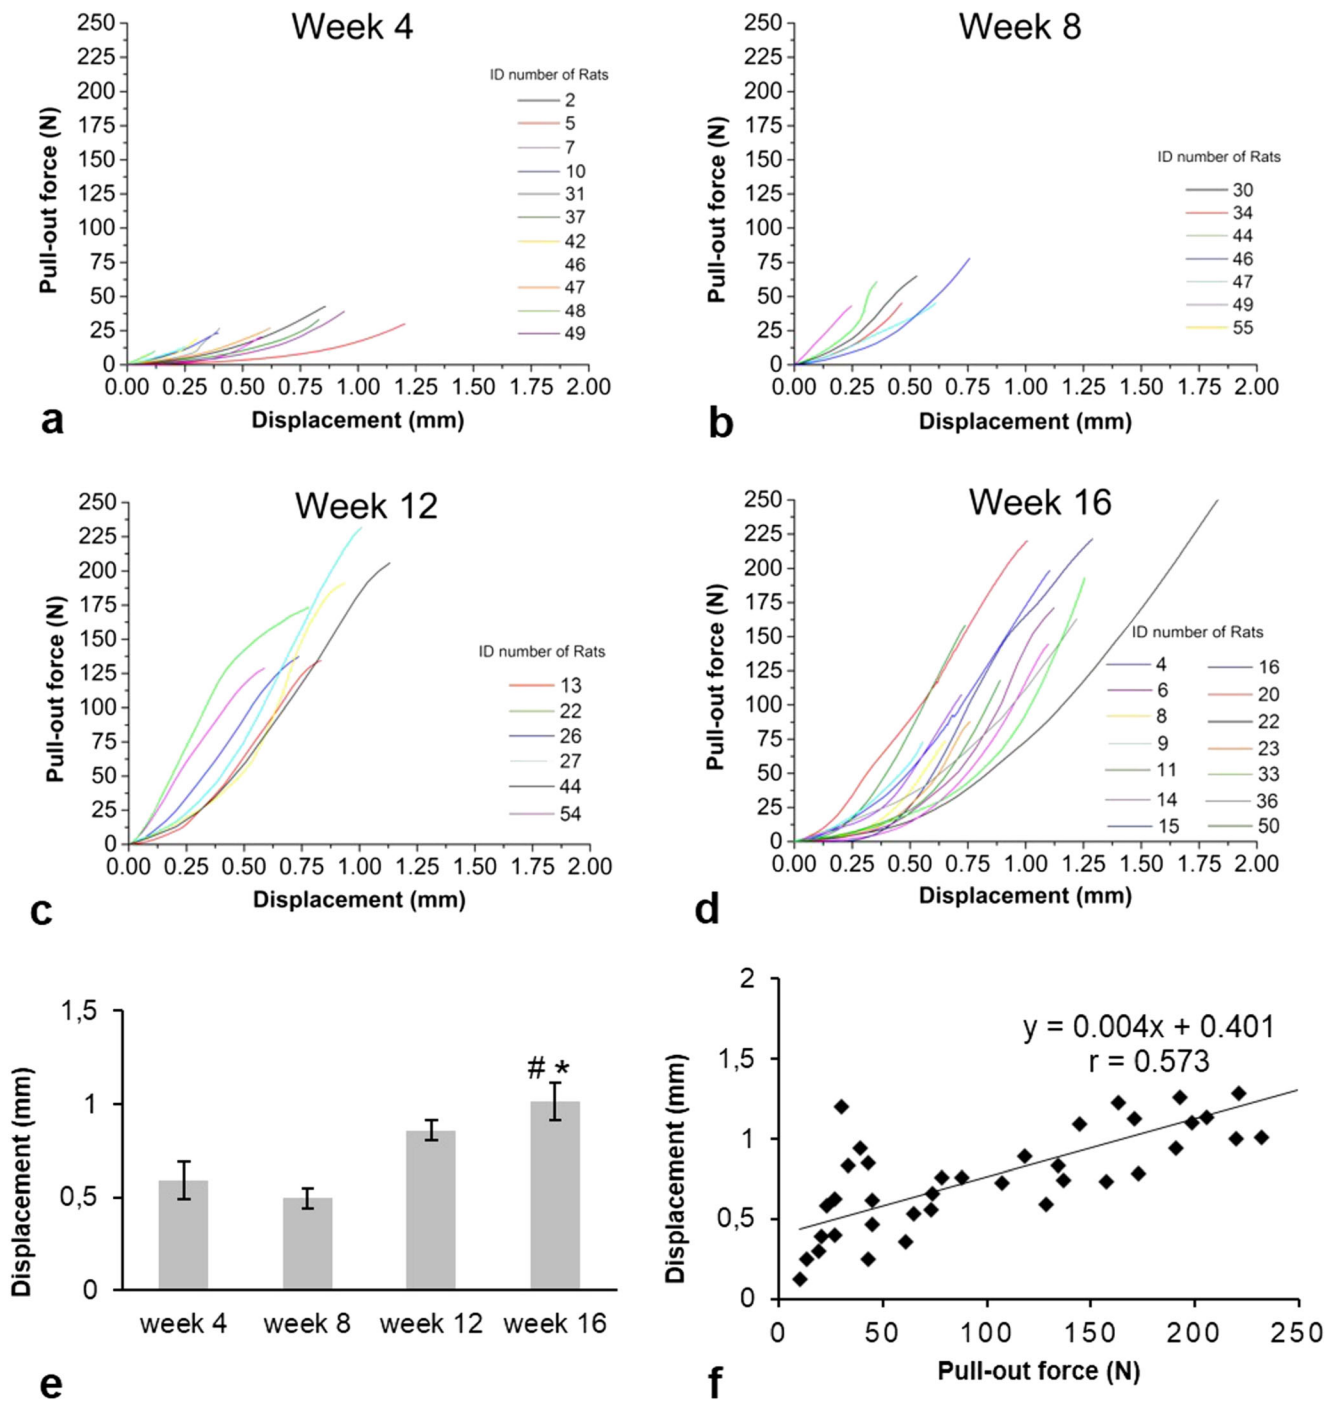 Week 4
Pull-out force (N)
250
225
200
175
150
125
100
75
50
25
0
0.00 0.25 0.50 0.75 1.00 1.25 1.50 1.75 2.00
Displacement (mm)
ID number of Rats
2
5
7
10
31
37
42
46
47
48
49
a
Week 8
Pull-out force (N)
250
225
200
175
150
125
100
75
50
25
0
0.00 0.25 0.50 0.75 1.00 1.25 1.50 1.75 2.00
Displacement (mm)
ID number of Rats
30
34
44
46
47
49
55
b
Week 12
Pull-out force (N)
250
225
200
175
150
125
100
75
50
25
0
0.00 0.25 0.50 0.75 1.00 1.25 1.50 1.75 2.00
Displacement (mm)
ID number of Rats
13
22
26
27
44
54
c
Week 16
Pull-out force (N)
250
225
200
175
150
125
100
75
50
25
0
0.00 0.25 0.50 0.75 1.00 1.25 1.50 1.75 2.00
Displacement (mm)
ID number of Rats
4 16
6 20
8 22
9 23
11 33
14 36
15 50
d
Displacement (mm)
1,5
1
0,5
0
# *
week 4 week 8 week 12 week 16
e
Displacement (mm)
2
1,5
1
0,5
0
y = 0.004x + 0.401
r = 0.573
0 50 100 150 200 250
Pull-out force (N)
f